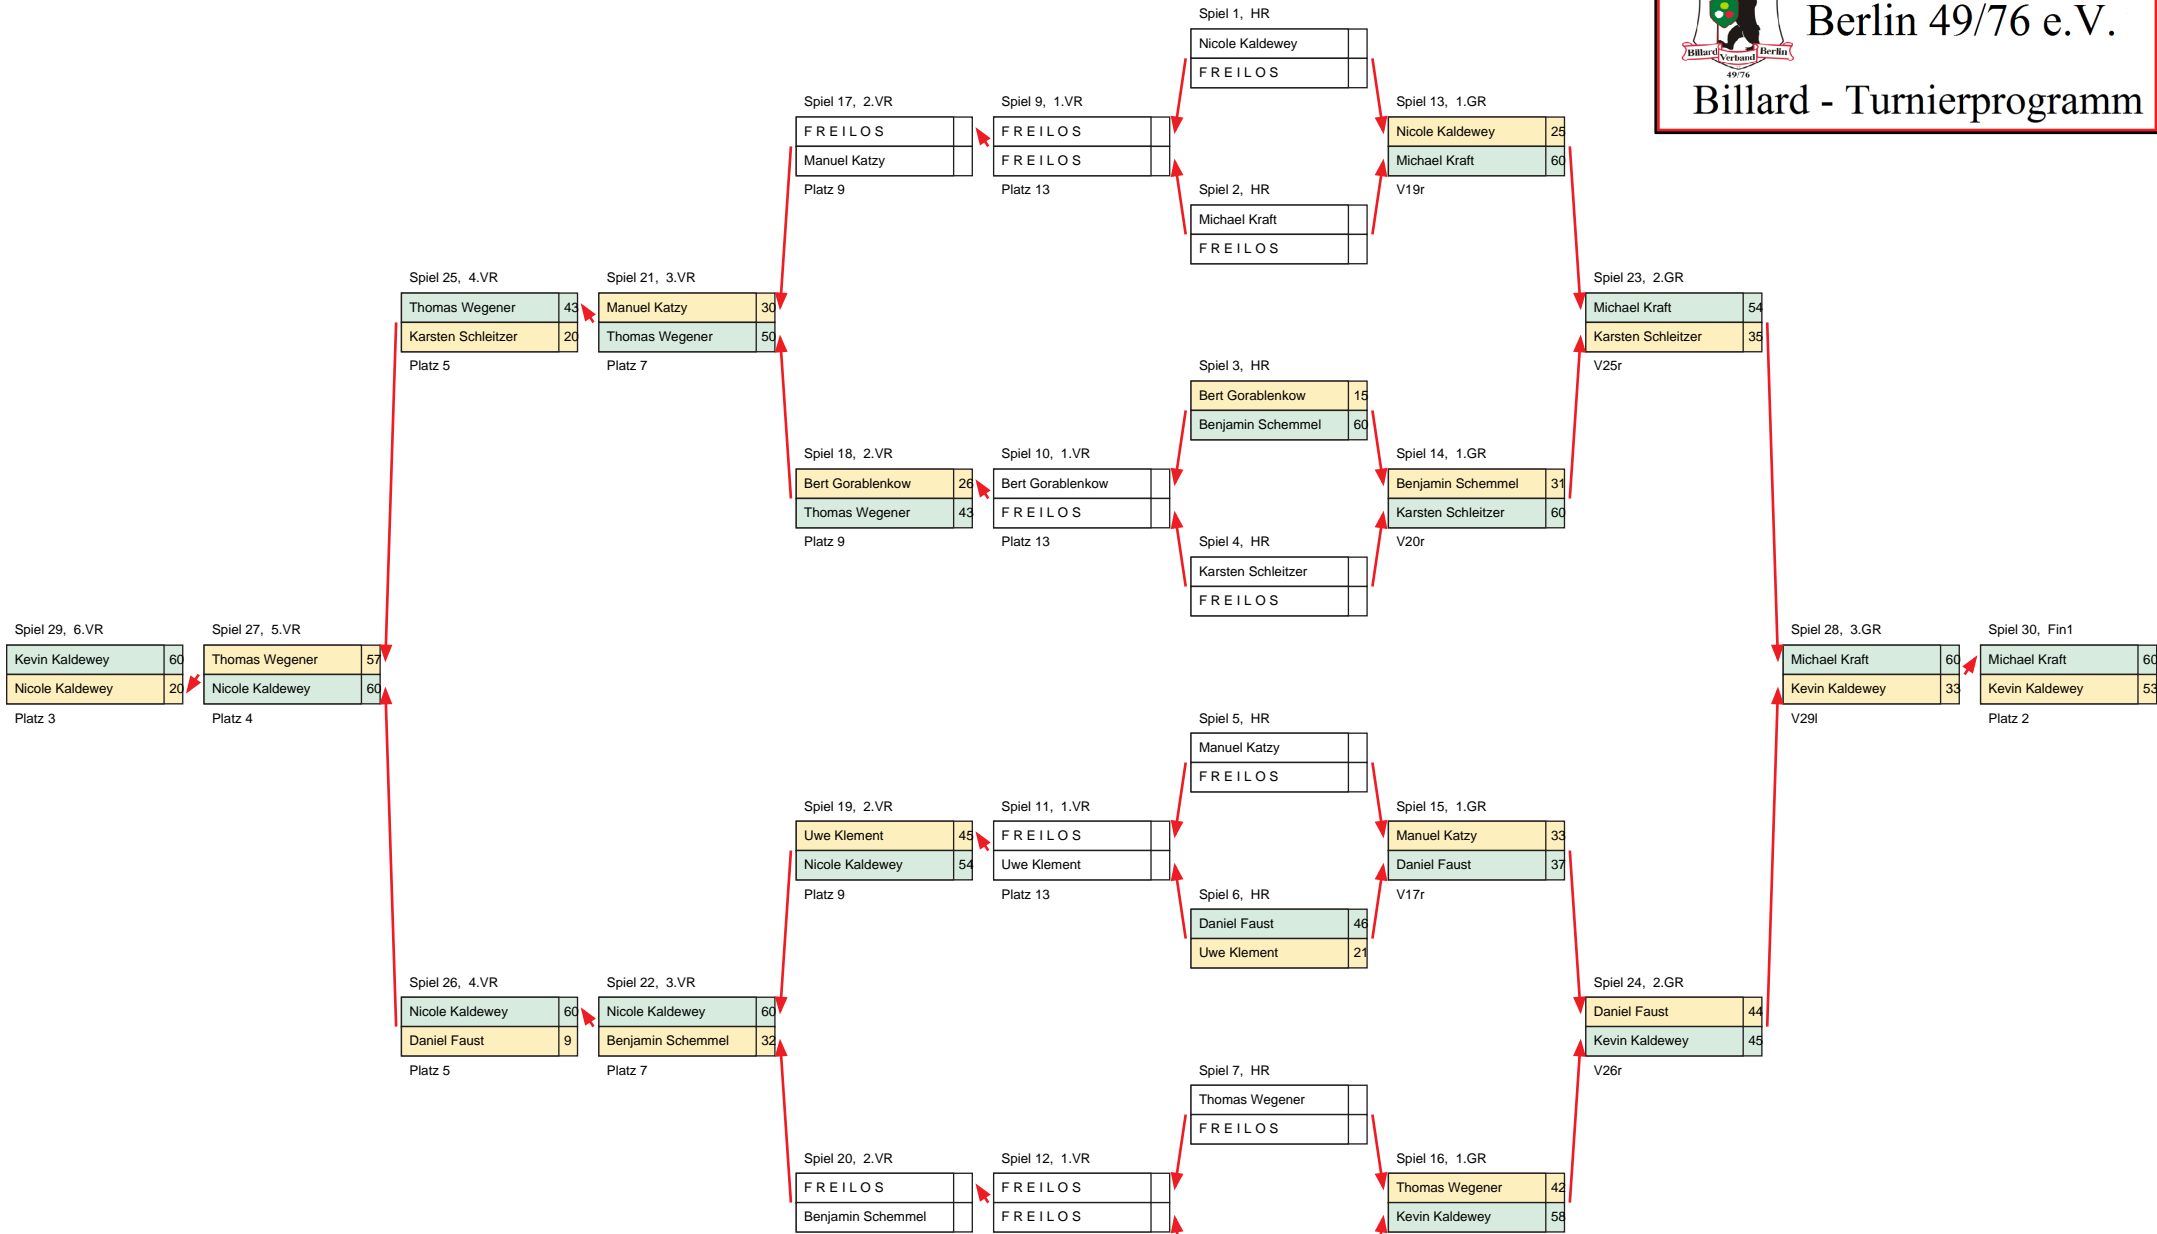 Berlin 49/76 e.V.
Billard Verband Berlin
49/76
Billard - Turnierprogramm
Spiel 29, 6.VR
Kevin Kaldewey 60
Nicole Kaldewey 20
Platz 3
Spiel 27, 5.VR
Thomas Wegener 57
Nicole Kaldewey 60
Platz 4
Spiel 25, 4.VR
Thomas Wegener 43
Karsten Schleitzer 20
Platz 5
Spiel 26, 4.VR
Nicole Kaldewey 60
Daniel Faust 9
Platz 5
Spiel 21, 3.VR
Manuel Katzy 30
Thomas Wegener 50
Platz 7
Spiel 22, 3.VR
Nicole Kaldewey 60
Benjamin Schemmel 32
Platz 7
Spiel 17, 2.VR
F R E I L O S
Manuel Katzy
Platz 9
Spiel 18, 2.VR
Bert Gorablenkow 26
Thomas Wegener 43
Platz 9
Spiel 19, 2.VR
Uwe Klement 45
Nicole Kaldewey 54
Platz 9
Spiel 20, 2.VR
F R E I L O S
Benjamin Schemmel
Spiel 9, 1.VR
F R E I L O S
F R E I L O S
Platz 13
Spiel 10, 1.VR
Bert Gorablenkow
F R E I L O S
Platz 13
Spiel 11, 1.VR
F R E I L O S
Uwe Klement
Platz 13
Spiel 12, 1.VR
F R E I L O S
F R E I L O S
Spiel 1, HR
Nicole Kaldewey
F R E I L O S
Spiel 2, HR
Michael Kraft
F R E I L O S
Spiel 3, HR
Bert Gorablenkow 15
Benjamin Schemmel 60
Spiel 4, HR
Karsten Schleitzer
F R E I L O S
Spiel 5, HR
Manuel Katzy
F R E I L O S
Spiel 6, HR
Daniel Faust 46
Uwe Klement 21
Spiel 7, HR
Thomas Wegener
F R E I L O S
Spiel 13, 1.GR
Nicole Kaldewey 25
Michael Kraft 60
V19r
Spiel 14, 1.GR
Benjamin Schemmel 31
Karsten Schleitzer 60
V20r
Spiel 15, 1.GR
Manuel Katzy 33
Daniel Faust 37
V17r
Spiel 16, 1.GR
Thomas Wegener 42
Kevin Kaldewey 58
Spiel 23, 2.GR
Michael Kraft 54
Karsten Schleitzer 35
V25r
Spiel 24, 2.GR
Daniel Faust 44
Kevin Kaldewey 45
V26r
Spiel 28, 3.GR
Michael Kraft 60
Kevin Kaldewey 33
V29l
Spiel 30, Fin1
Michael Kraft 60
Kevin Kaldewey 53
Platz 2